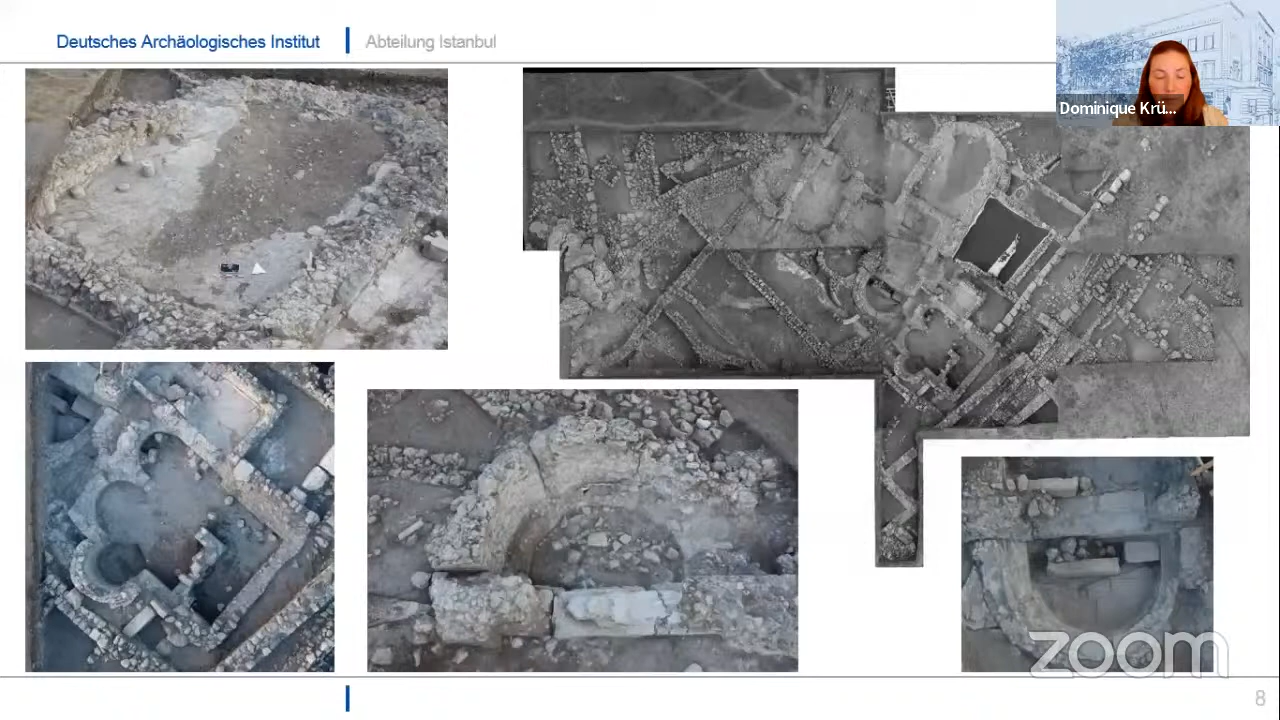 Deutsches Archäologisches Institut
Abteilung Istanbul
Dominique Krü...
zoom
8